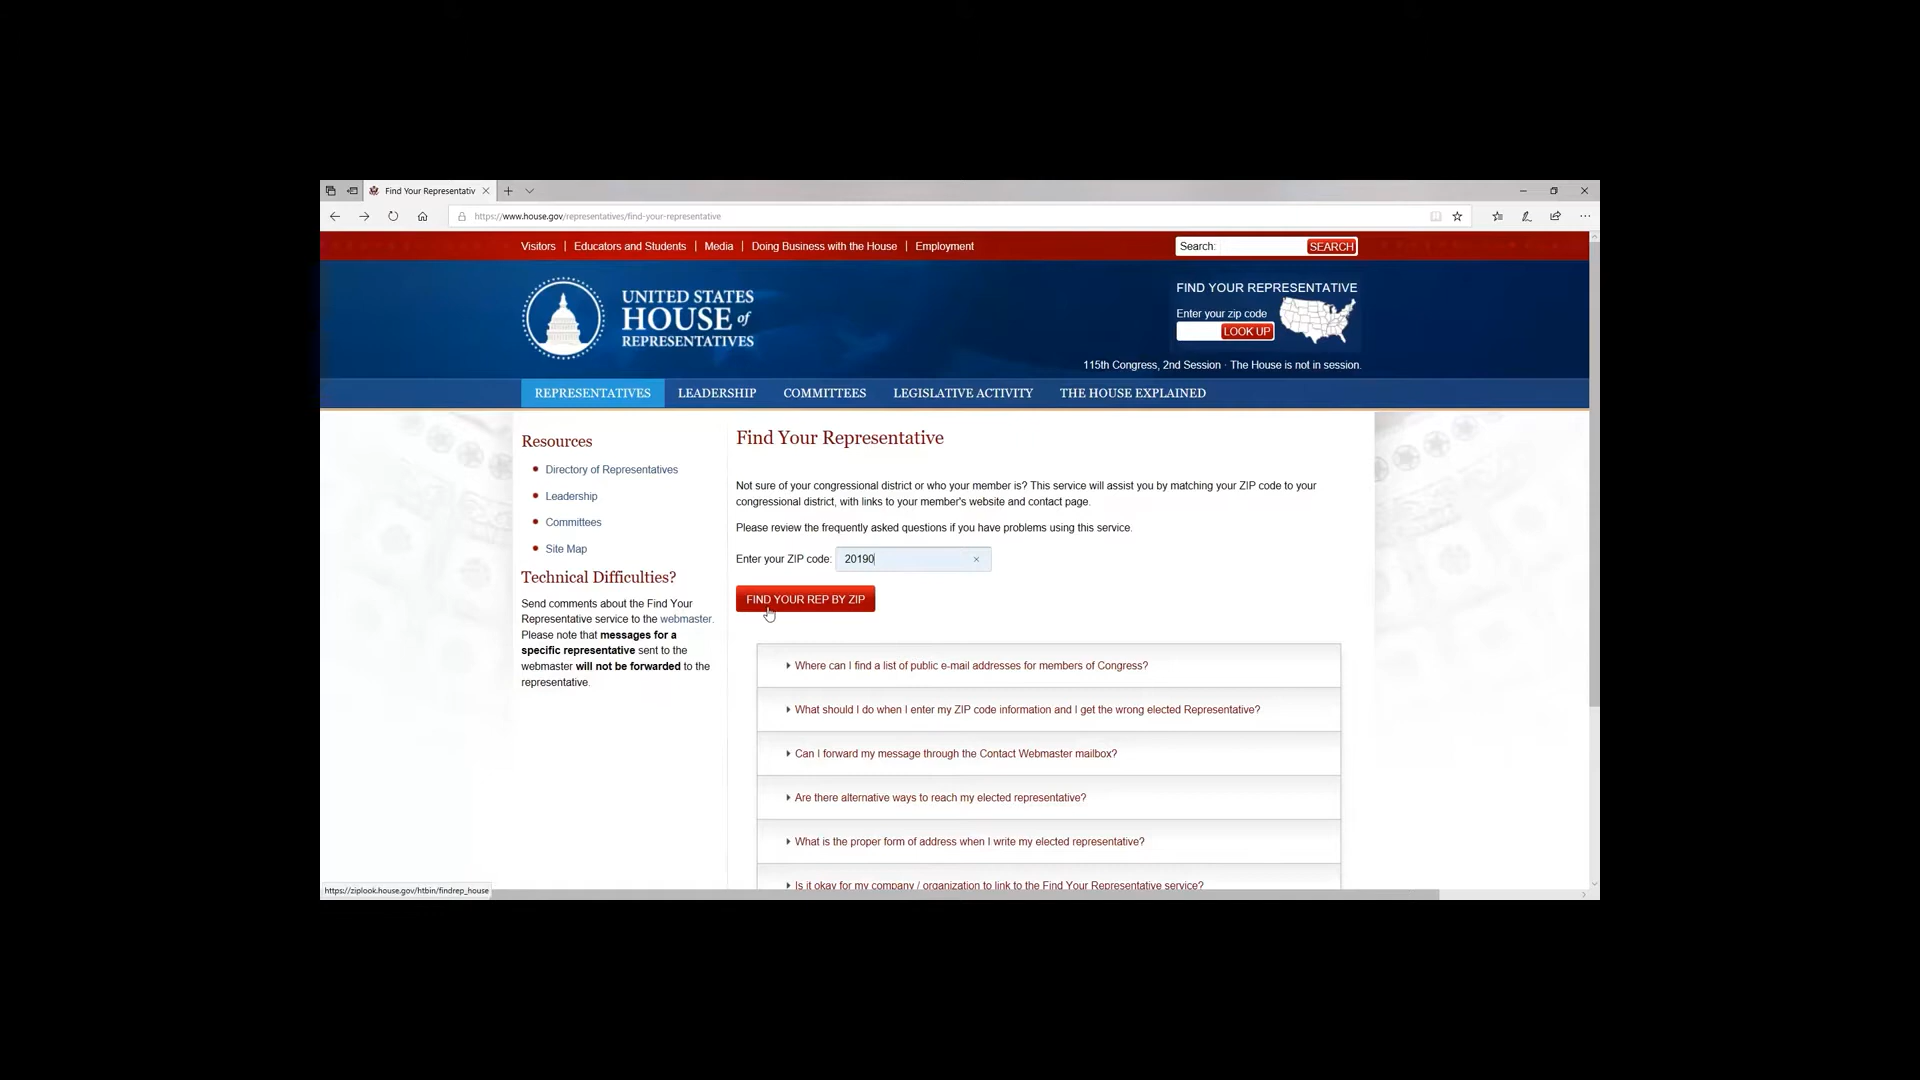 Find Your Representativ
https://www.house.gov/representatives/find-your-representative
Visitors | Educators and Students | Media | Doing Business with the House | Employment
Search: SEARCH
UNITED STATES
HOUSE of
REPRESENTATIVES
FIND YOUR REPRESENTATIVE
Enter your zip code
LOOK UP
115th Congress, 2nd Session · The House is not in session.
REPRESENTATIVES LEADERSHIP COMMITTEES LEGISLATIVE ACTIVITY THE HOUSE EXPLAINED
Resources
Directory of Representatives
Leadership
Committees
Site Map
Technical Difficulties?
Send comments about the Find Your
Representative service to the webmaster.
Please note that messages for a
specific representative sent to the
webmaster will not be forwarded to the
representative.
Find Your Representative
Not sure of your congressional district or who your member is? This service will assist you by matching your ZIP code to your
congressional district, with links to your member's website and contact page.
Please review the frequently asked questions if you have problems using this service.
Enter your ZIP code: 20190
FIND YOUR REP BY ZIP
Where can I find a list of public e-mail addresses for members of Congress?
What should I do when I enter my ZIP code information and I get the wrong elected Representative?
Can I forward my message through the Contact Webmaster mailbox?
Are there alternative ways to reach my elected representative?
What is the proper form of address when I write my elected representative?
Is it okay for my company / organization to link to the Find Your Representative service?
https://ziplook.house.gov/htbin/findrep_house